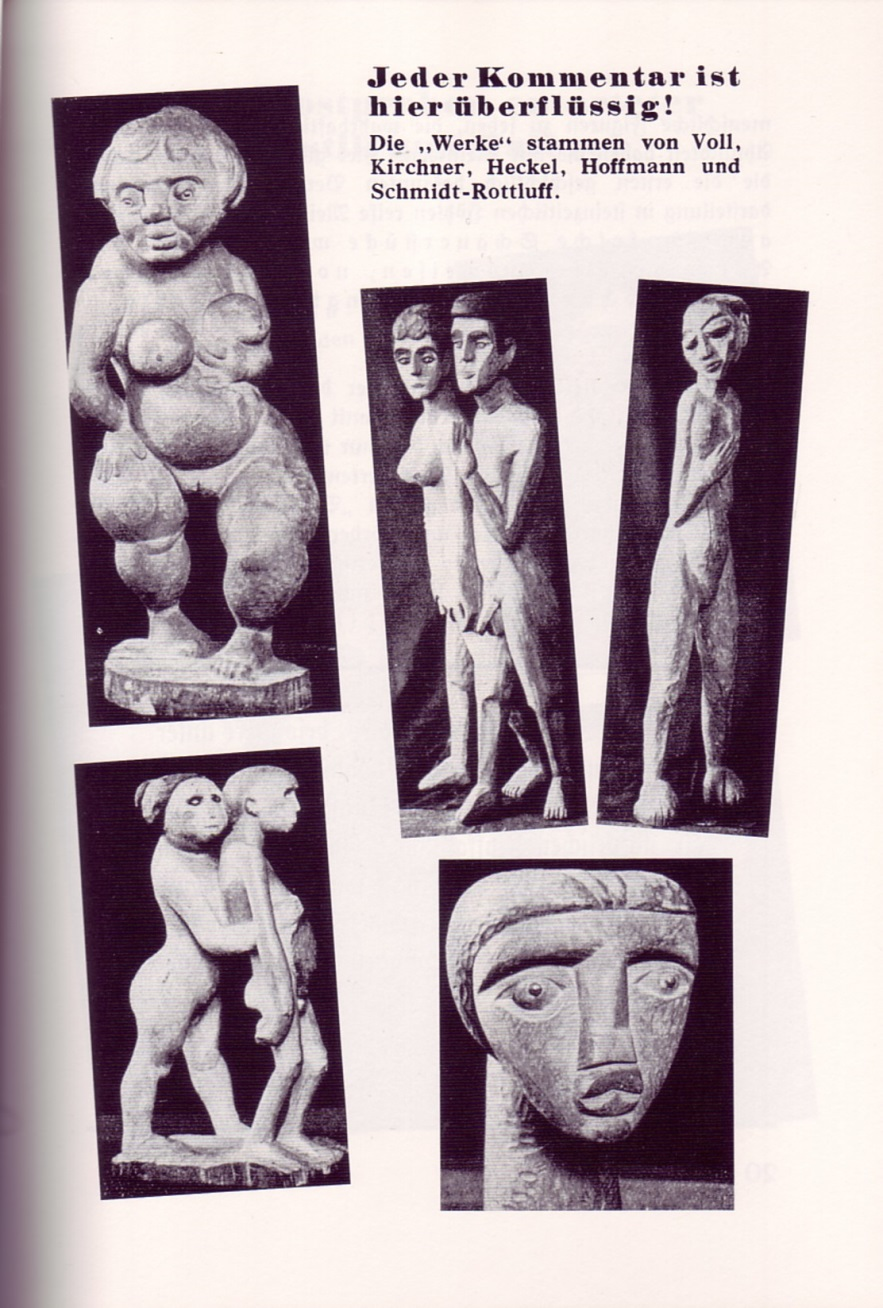 Jeder Kommentar ist
hier überflüssig!
Die „Werke“ stammen von Voll,
Kirchner, Heckel, Hoffmann und
Schmidt-Rottluff.